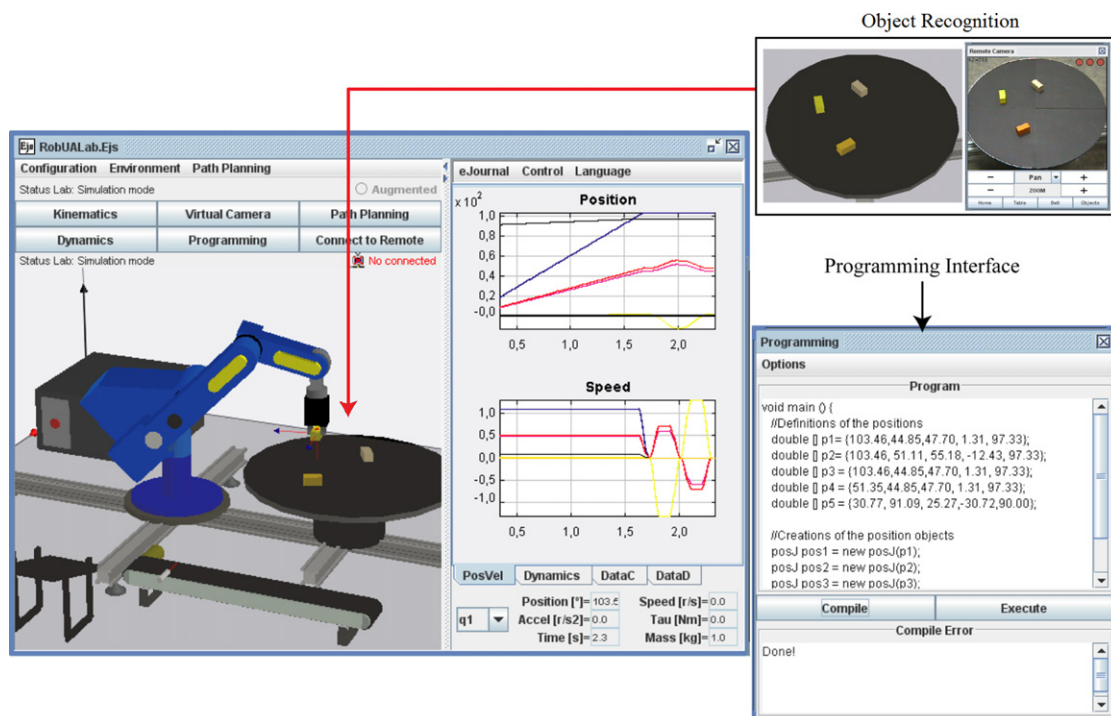 Object Recognition
Remote Camera
Pan
200M
Home Table Belt Objects
RobUALab.Ejs
Configuration Environment Path Planning
Status Lab: Simulation mode
Augmented
Kinematics Virtual Camera Path Planning
Dynamics Programming Connect to Remote
Status Lab: Simulation mode
No connected
eJournal Control Language
Position
x 10²
1,0
0,8
0,6
0,4
0,2
-0,0
0,5 1,0 1,5 2,0
Speed
1,0
0,5
0,0
-0,5
-1,0
0,5 1,0 1,5 2,0
PosVel Dynamics DataC DataD
q1
Position [°]= 103.6 Speed [r/s]= 0.0
Accel [r/s2]= 0.0 Tau [Nm]= 0.0
Time [s]= 2.3 Mass [kg]= 1.0
Programming Interface
Programming
Options
Program
void main () {
//Definitions of the positions
double [] p1= {103.46,44.85,47.70, 1.31, 97.33);
double [] p2= {103.46, 51.11, 55.18, -12.43, 97.33);
double [] p3 = {103.46,44.85,47.70, 1.31, 97.33);
double [] p4 = {51.35,44.85,47.70, 1.31, 97.33);
double [] p5 = {30.77, 91.09, 25.27,-30.72,90.00);
//Creations of the position objects
posJ pos1 = new posJ(p1);
posJ pos2 = new posJ(p2);
posJ pos3 = new posJ(p3);
Compile Execute
Compile Error
Done!